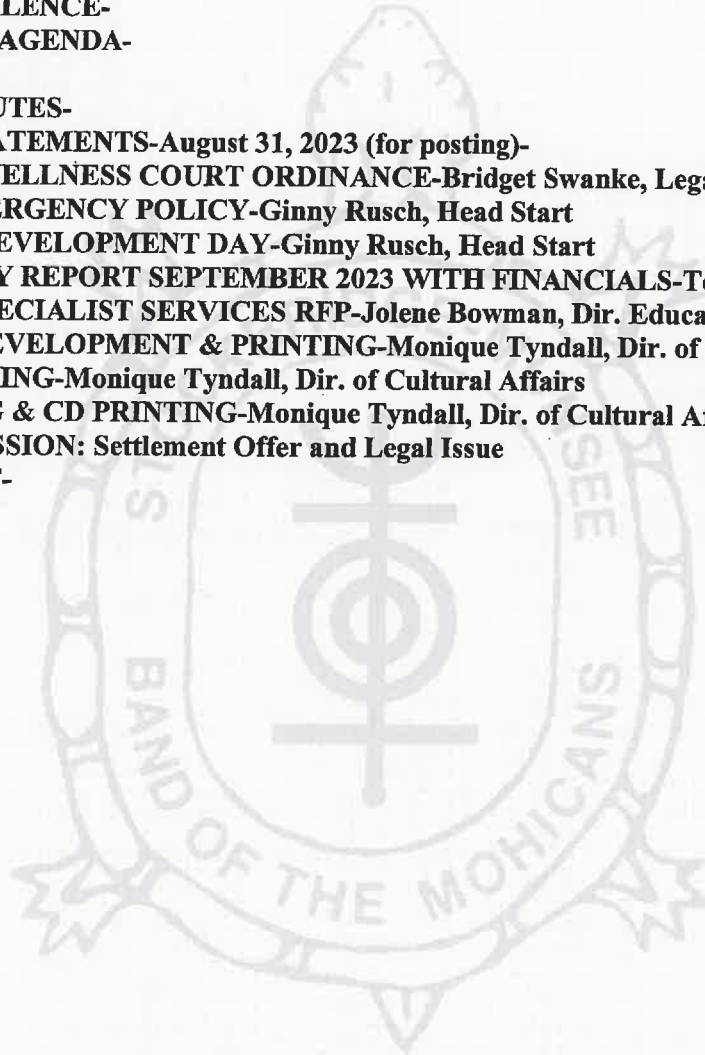 LENCE-
AGENDA-
UTES-
ATEMENTS-August 31, 2023 (for posting)-
ELLNESS COURT ORDINANCE-Bridget Swanke, Lega
ERGENCY POLICY-Ginny Rusch, Head Start
EVELOPMENT DAY-Ginny Rusch, Head Start
Y REPORT SEPTEMBER 2023 WITH FINANCIALS-T
ECIALIST SERVICES RFP-Jolene Bowman, Dir. Educa
EVELOPMENT & PRINTING-Monique Tyndall, Dir. of
ING-Monique Tyndall, Dir. of Cultural Affairs
G & CD PRINTING-Monique Tyndall, Dir. of Cultural A
SSION: Settlement Offer and Legal Issue
-
S
NSEE
BAND OF THE MOHICANS